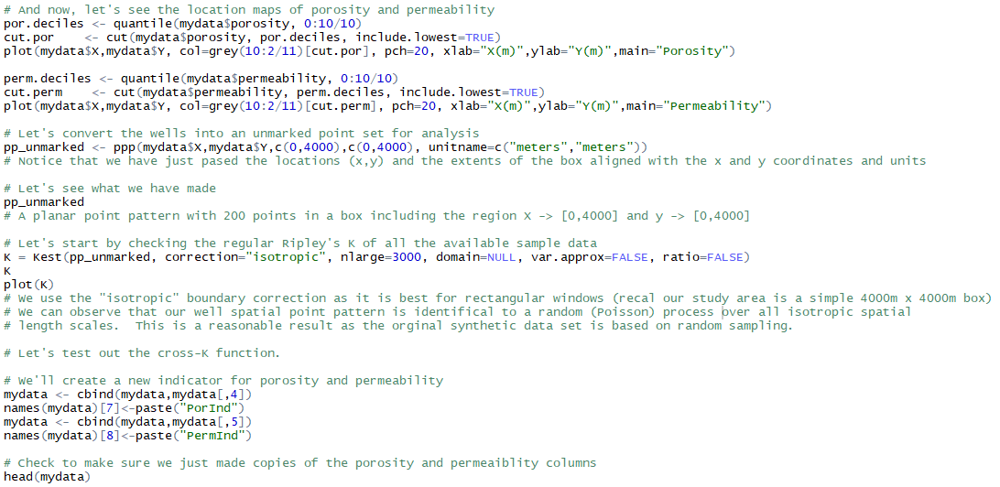 # And now, let's see the location maps of porosity and permeability
por.deciles <- quantile(mydata$porosity, 0:10/10)
cut.por    <- cut(mydata$porosity, por.deciles, include.lowest=TRUE)
plot(mydata$X,mydata$Y, col=grey(10:2/11)[cut.por], pch=20, xlab="X(m)",ylab="Y(m)",main="Porosity")
perm.deciles <- quantile(mydata$permeability, 0:10/10)
cut.perm    <- cut(mydata$permeability, perm.deciles, include.lowest=TRUE)
plot(mydata$X,mydata$Y, col=grey(10:2/11)[cut.perm], pch=20, xlab="X(m)",ylab="Y(m)",main="Permeability")
# Let's convert the wells into an unmarked point set for analysis
pp_unmarked <- ppp(mydata$X,mydata$Y,c(0,4000),c(0,4000), unitname=c("meters","meters"))
# Notice that we have just pased the locations (x,y) and the extents of the box aligned with the x and y coordinates and units
# Let's see what we have made
pp_unmarked
# A planar point pattern with 200 points in a box including the region X -> [0,4000] and y -> [0,4000]
# Let's start by checking the regular Ripley's K of all the available sample data
K = Kest(pp_unmarked, correction="isotropic", nlarge=3000, domain=NULL, var.approx=FALSE, ratio=FALSE)
K
plot(K)
# We use the "isotropic" boundary correction as it is best for rectangular windows (recal our study area is a simple 4000m x 4000m box)
# We can observe that our well spatial point pattern is identifical to a random (Poisson) process over all isotropic spatial
# length scales.  This is a reasonable result as the orginal synthetic data set is based on random sampling.
# Let's test out the cross-K function.
# We'll create a new indicator for porosity and permeability
mydata <- cbind(mydata,mydata[,4])
names(mydata)[7]<-paste("PorInd")
mydata <- cbind(mydata,mydata[,5])
names(mydata)[8]<-paste("PermInd")
# Check to make sure we just made copies of the porosity and permeaiblity columns
head(mydata)